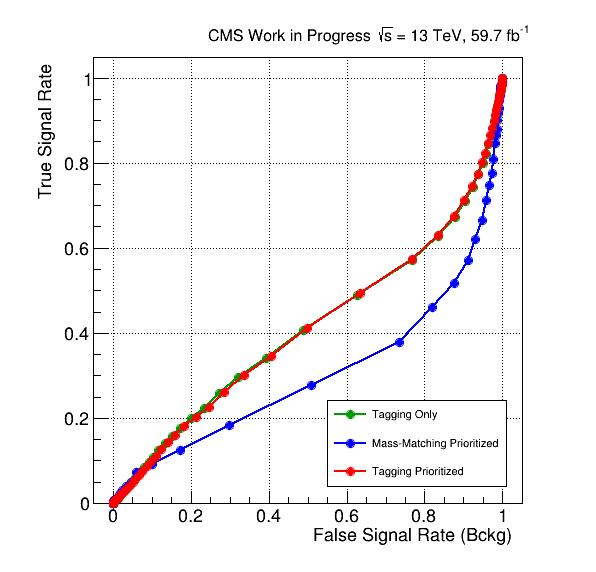 CMS Work in Progress √s = 13 TeV, 59.7 fb⁻¹
True Signal Rate
1
0.8
0.6
0.4
0.2
0
0 0.2 0.4 0.6 0.8 1
False Signal Rate (Bckg)
Tagging Only
Mass-Matching Prioritized
Tagging Prioritized